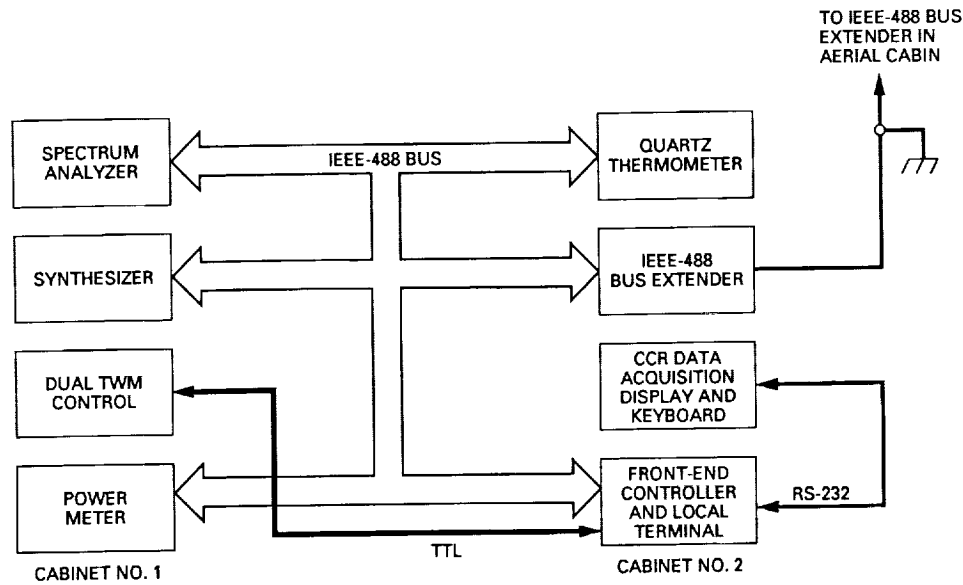 TO IEEE-488 BUS
EXTENDER IN
AERIAL CABIN
SPECTRUM
ANALYZER
IEEE-488 BUS
QUARTZ
THERMOMETER
SYNTHESIZER
IEEE-488
BUS EXTENDER
DUAL TWM
CONTROL
CCR DATA
ACQUISITION
DISPLAY AND
KEYBOARD
POWER
METER
FRONT-END
CONTROLLER
AND LOCAL
TERMINAL
RS-232
TTL
CABINET NO. 1
CABINET NO. 2